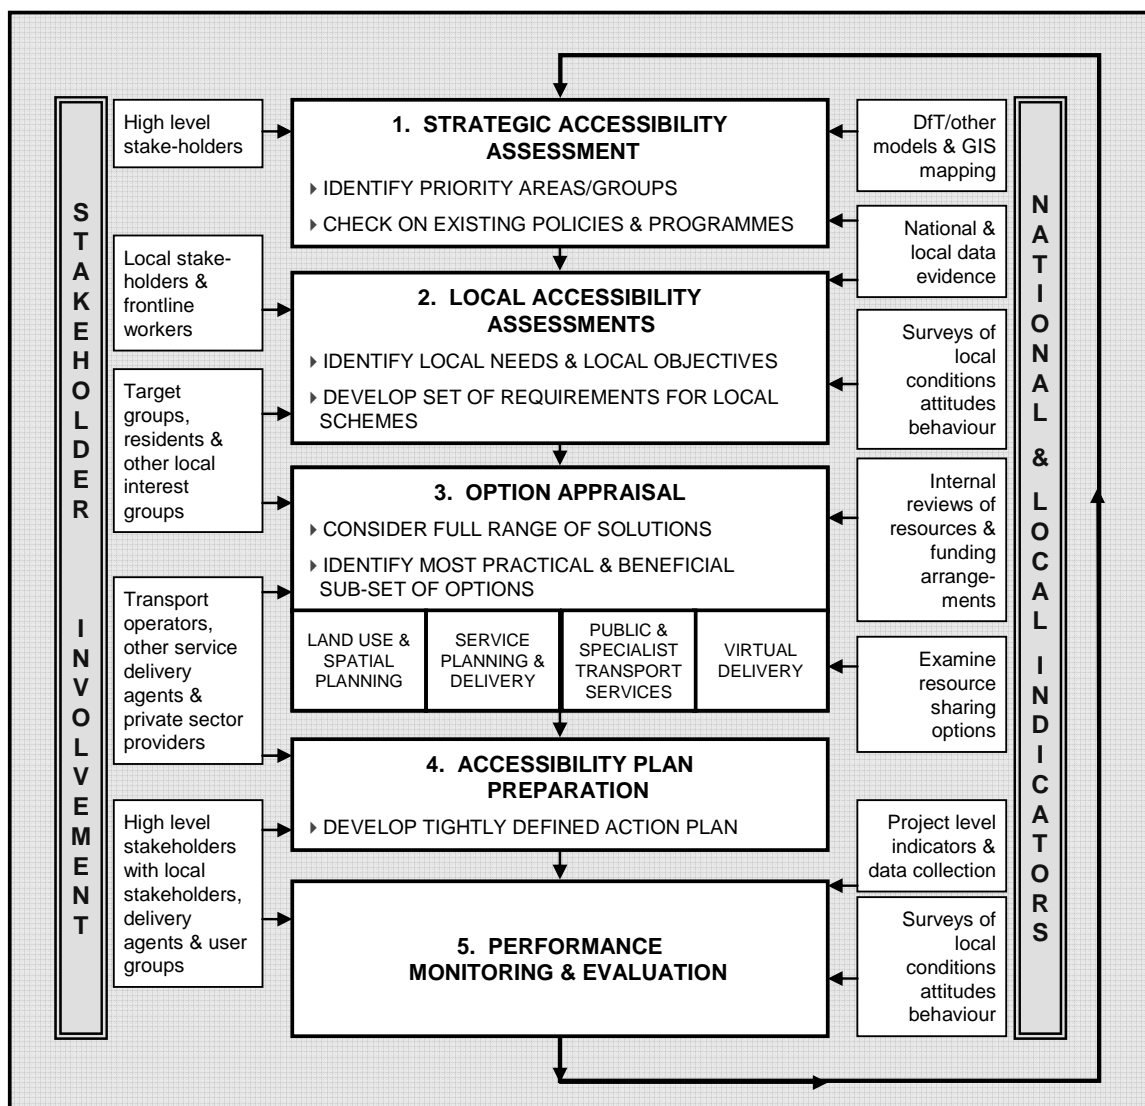 STAKEHOLDER INVOLVEMENT
High level
stake-holders
Local stake-
holders &
frontline
workers
Target
groups,
residents &
other local
interest
groups
Transport
operators,
other service
delivery
agents &
private sector
providers
High level
stakeholders
with local
stakeholders,
delivery
agents & user
groups
1. STRATEGIC ACCESSIBILITY
ASSESSMENT
IDENTIFY PRIORITY AREAS/GROUPS
CHECK ON EXISTING POLICIES & PROGRAMMES
2. LOCAL ACCESSIBILITY
ASSESSMENTS
IDENTIFY LOCAL NEEDS & LOCAL OBJECTIVES
DEVELOP SET OF REQUIREMENTS FOR LOCAL
SCHEMES
3. OPTION APPRAISAL
CONSIDER FULL RANGE OF SOLUTIONS
IDENTIFY MOST PRACTICAL & BENEFICIAL
SUB-SET OF OPTIONS
LAND USE &
SPATIAL
PLANNING
SERVICE
PLANNING &
DELIVERY
PUBLIC &
SPECIALIST
TRANSPORT
SERVICES
VIRTUAL
DELIVERY
4. ACCESSIBILITY PLAN
PREPARATION
DEVELOP TIGHTLY DEFINED ACTION PLAN
5. PERFORMANCE
MONITORING & EVALUATION
DfT/other
models & GIS
mapping
National &
local data
evidence
Surveys of
local
conditions
attitudes
behaviour
Internal
reviews of
resources &
funding
arrange-
ments
Examine
resource
sharing
options
Project level
indicators &
data collection
Surveys of
local
conditions
attitudes
behaviour
NATIONAL & LOCAL INDICATORS